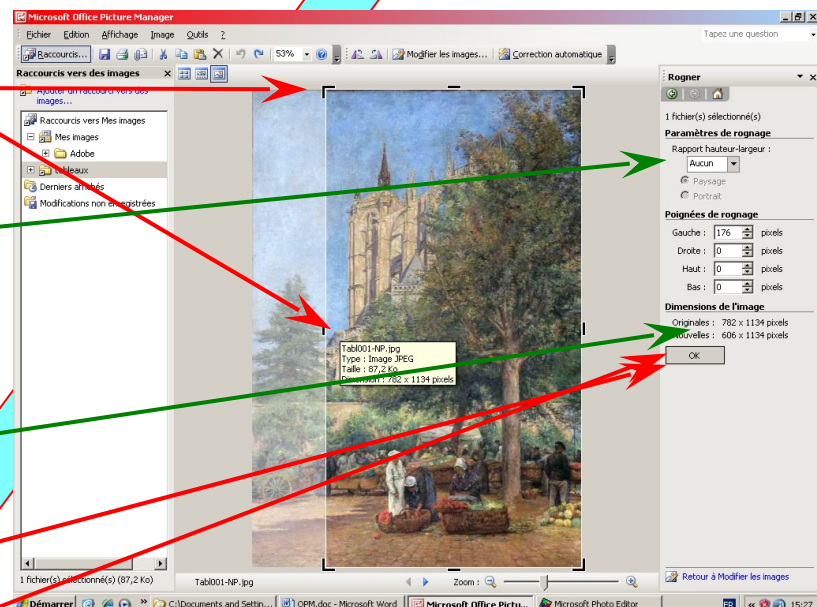 Microsoft Office Picture Manager
Fichier Edition Affichage Image Outils ?
Tapez une question
Raccourcis... 53% Modifier les images... Correction automatique
Raccourcis vers des images
Ajouter un raccourci vers des images...
Raccourcis vers Mes images
Mes images
Adobe
tableaux
Derniers affichés
Modifications non enregistrées
1 fichier(s) sélectionné(s) (87,2 Ko)
Tabl001-NP.jpg
Type : Image JPEG
Taille : 87,2 Ko
Dimension : 782 x 1134 pixels
Tabl001-NP.jpg
Zoom :
Rogner
1 fichier(s) sélectionné(s)
Paramètres de rognage
Rapport hauteur-largeur :
Aucun
Paysage
Portrait
Poignées de rognage
Gauche : 176 pixels
Droite : 0 pixels
Haut : 0 pixels
Bas : 0 pixels
Dimensions de l'image
Originales : 782 x 1134 pixels
Nouvelles : 606 x 1134 pixels
OK
Retour à Modifier les images
Démarrer
C:\Documents and Settin...
OPM.doc - Microsoft Word
Microsoft Office Pictu...
Microsoft Photo Editor
FR
15:27